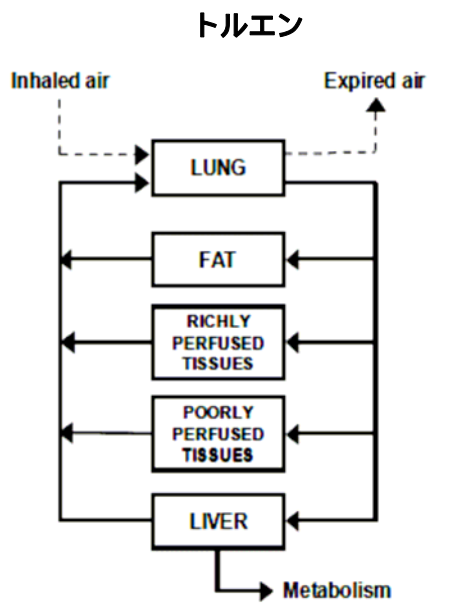 トルエン
Inhaled air
Expired air
LUNG
FAT
RICHLY
PERFUSED
TISSUES
POORLY
PERFUSED
TISSUES
LIVER
Metabolism